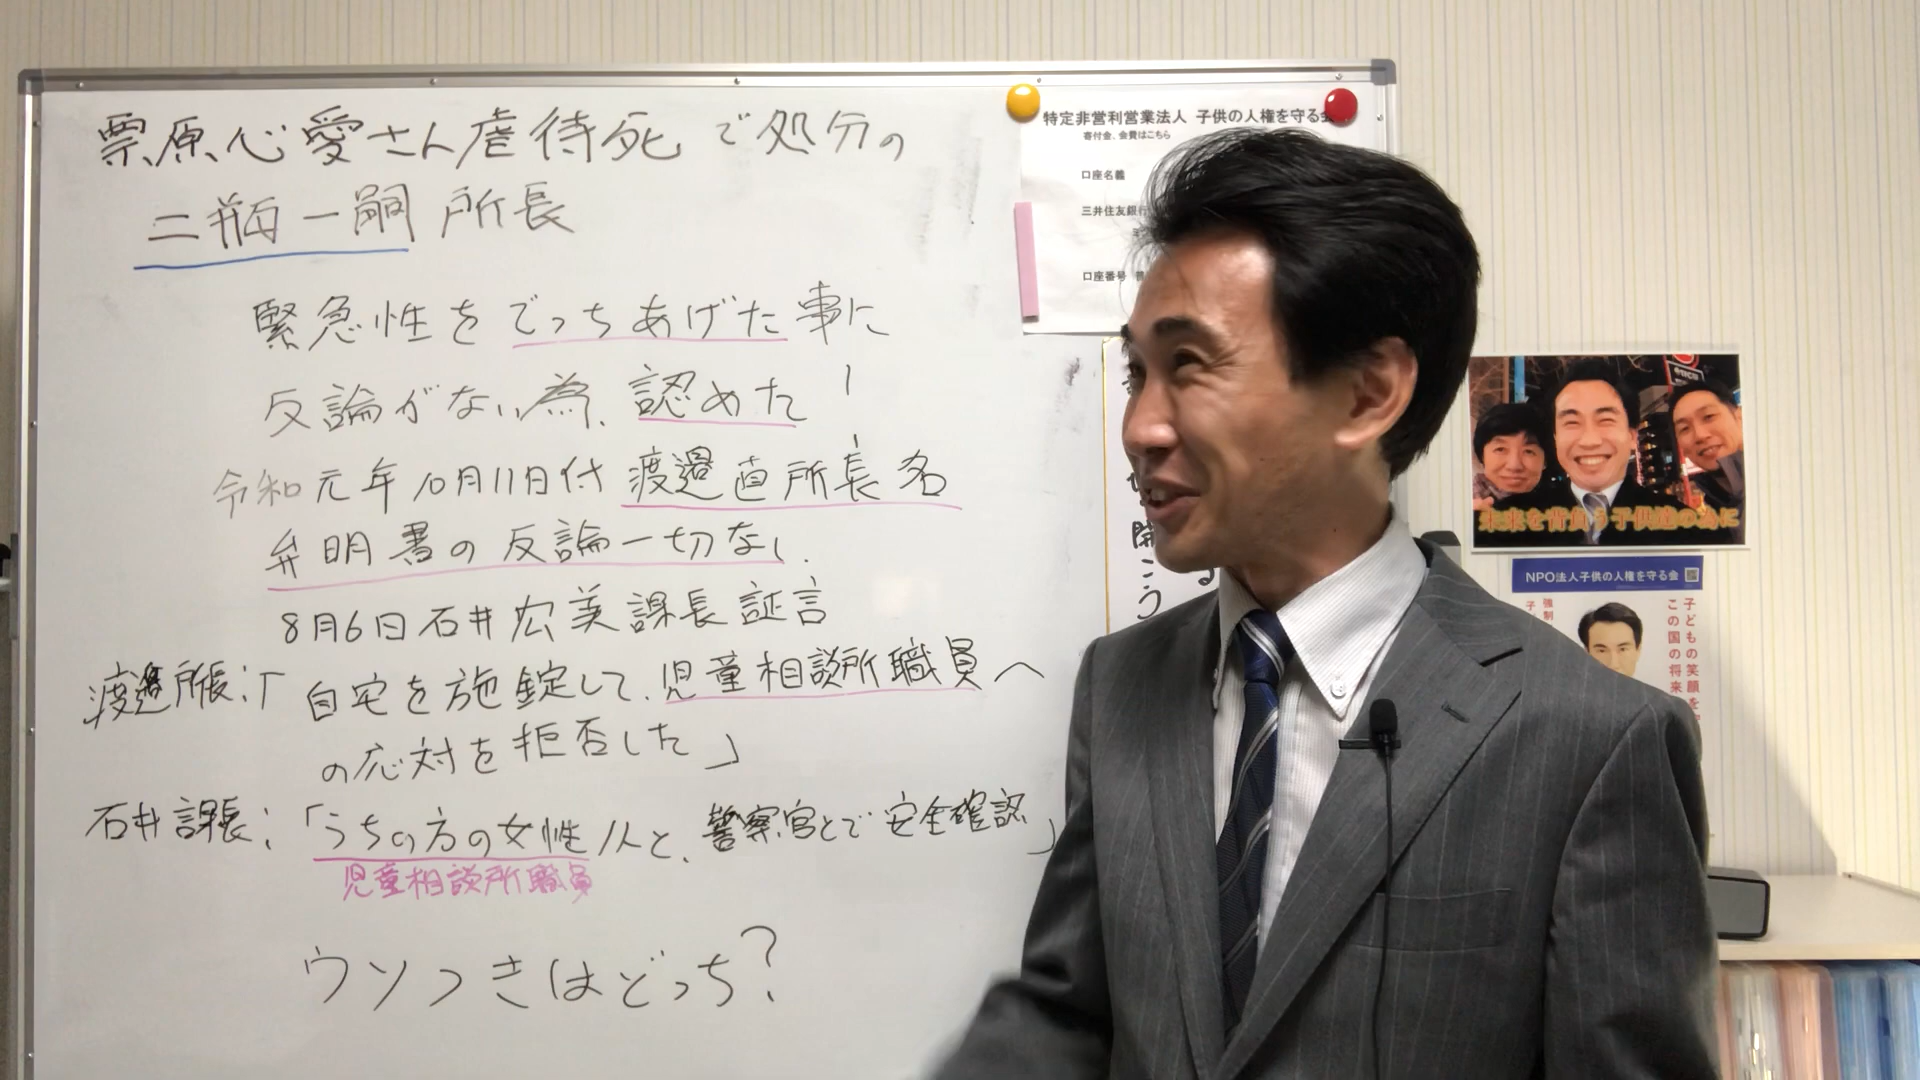 票原心愛さん虐待死で処分の
二瓶一嗣所長
緊急性をでっちあげた事に
反論がない為、認めた!
令和元年10月11日付 渡邉直所長名
弁明書の反論一切なし.
8月6日石井宏美課長証言
渡邉所長:「自宅を施錠して、児童相談所職員へ
の応対を拒否した」
石井課長:「うちの方の女性1人と、警察官とで安全確認」
児童相談所職員
ウソつきはどっち?
特定非営利営業法人 子供の人権を守る会
寄付金、会費はこちら
口座名義
三井住友銀行
口座番号 普
開こう
る
未来を背負う子供達の為に
NPO法人子供の人権を守る会
子どもの笑顔を
この国の将来
強制
子